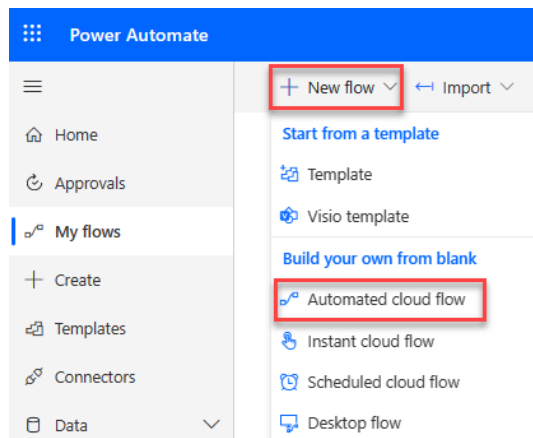 Power Automate
New flow
Import
Home
Approvals
My flows
Create
Templates
Connectors
Data
Start from a template
Template
Visio template
Build your own from blank
Automated cloud flow
Instant cloud flow
Scheduled cloud flow
Desktop flow